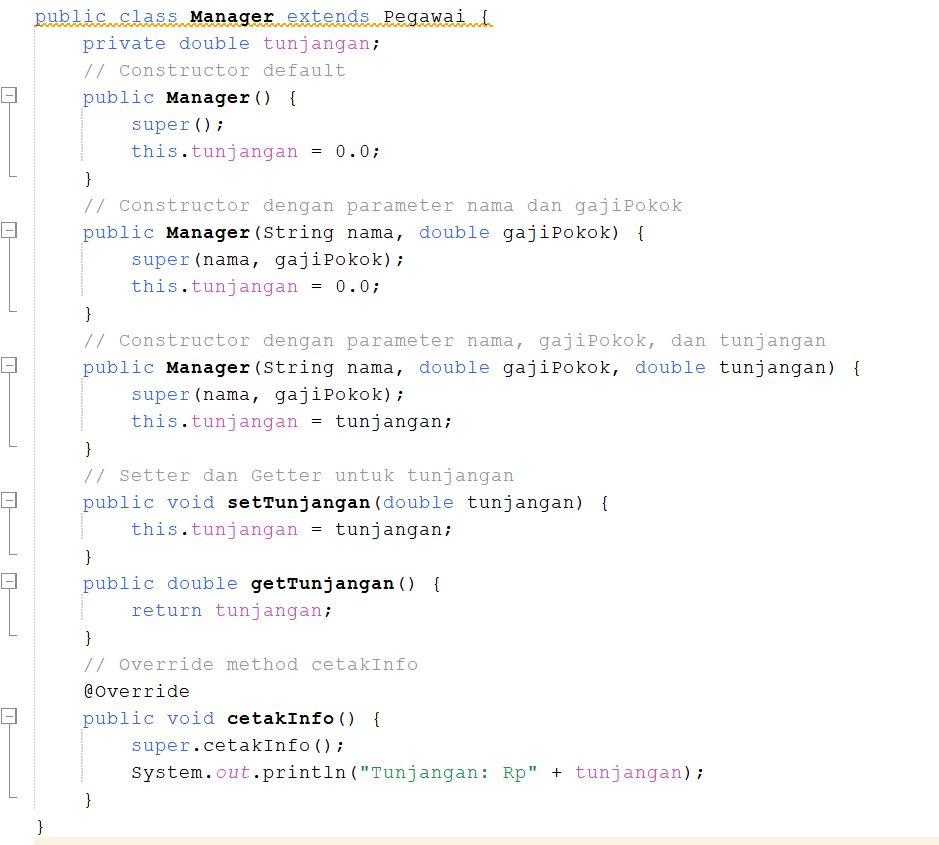 public class Manager extends Pegawai {
    private double tunjangan;
    // Constructor default
    public Manager() {
        super();
        this.tunjangan = 0.0;
    }
    // Constructor dengan parameter nama dan gajiPokok
    public Manager(String nama, double gajiPokok) {
        super(nama, gajiPokok);
        this.tunjangan = 0.0;
    }
    // Constructor dengan parameter nama, gajiPokok, dan tunjangan
    public Manager(String nama, double gajiPokok, double tunjangan) {
        super(nama, gajiPokok);
        this.tunjangan = tunjangan;
    }
    // Setter dan Getter untuk tunjangan
    public void setTunjangan(double tunjangan) {
        this.tunjangan = tunjangan;
    }
    public double getTunjangan() {
        return tunjangan;
    }
    // Override method cetakInfo
    @Override
    public void cetakInfo() {
        super.cetakInfo();
        System.out.println("Tunjangan: Rp" + tunjangan);
    }
}